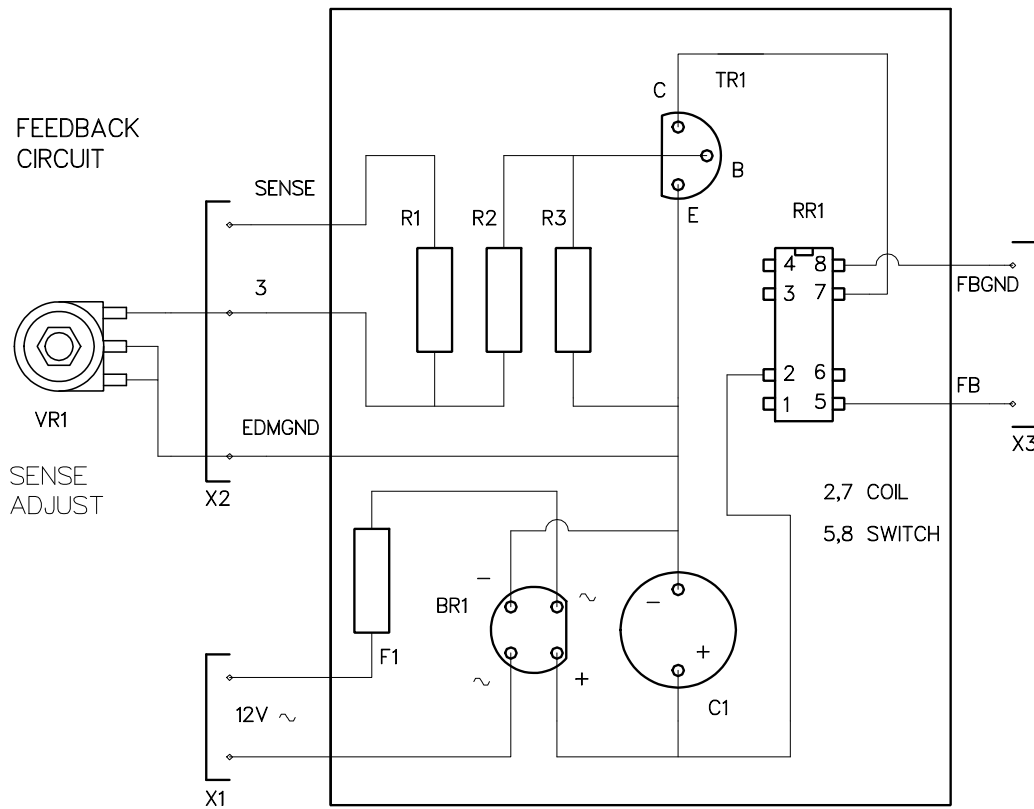 FEEDBACK
CIRCUIT
C
TR1
B
E
SENSE
R1 R2 R3
RR1
3
4 8
3 7
2 6
1 5
FBGND
FB
X3
VR1
EDMGND
SENSE
ADJUST
X2
2,7 COIL
5,8 SWITCH
−
BR1
~
−
+
F1
~
+
C1
12V ~
X1